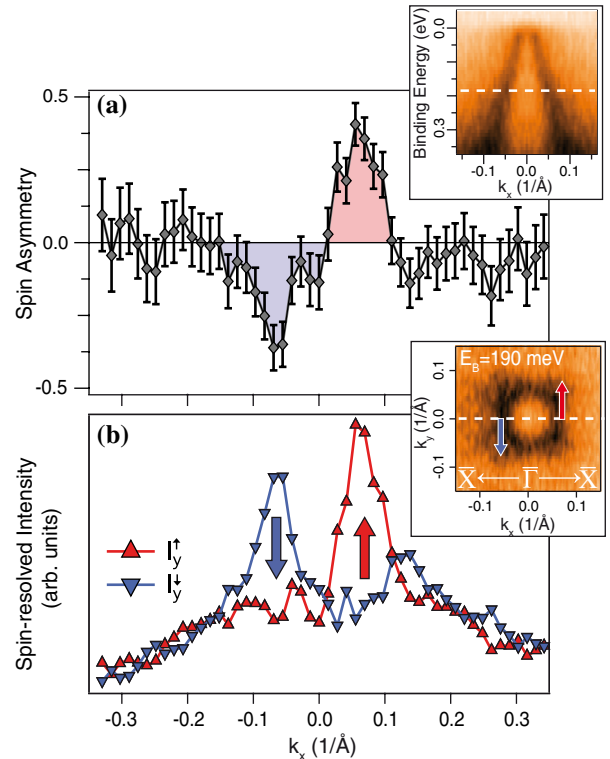 (a)
Spin Asymmetry
0.5
0.0
-0.5
Binding Energy (eV)
0.0
0.3
-0.1 0.0 0.1
kx (1/Å)
E_B=190 meV
k_y (1/Å)
0.1
0.0
-0.1
X̄ ← Γ̄ → X̄
-0.1 0.0 0.1
k_x (1/Å)
(b)
Spin-resolved Intensity
(arb. units)
I_y^↑
I_y^↓
-0.3 -0.2 -0.1 0.0 0.1 0.2 0.3
k_x (1/Å)